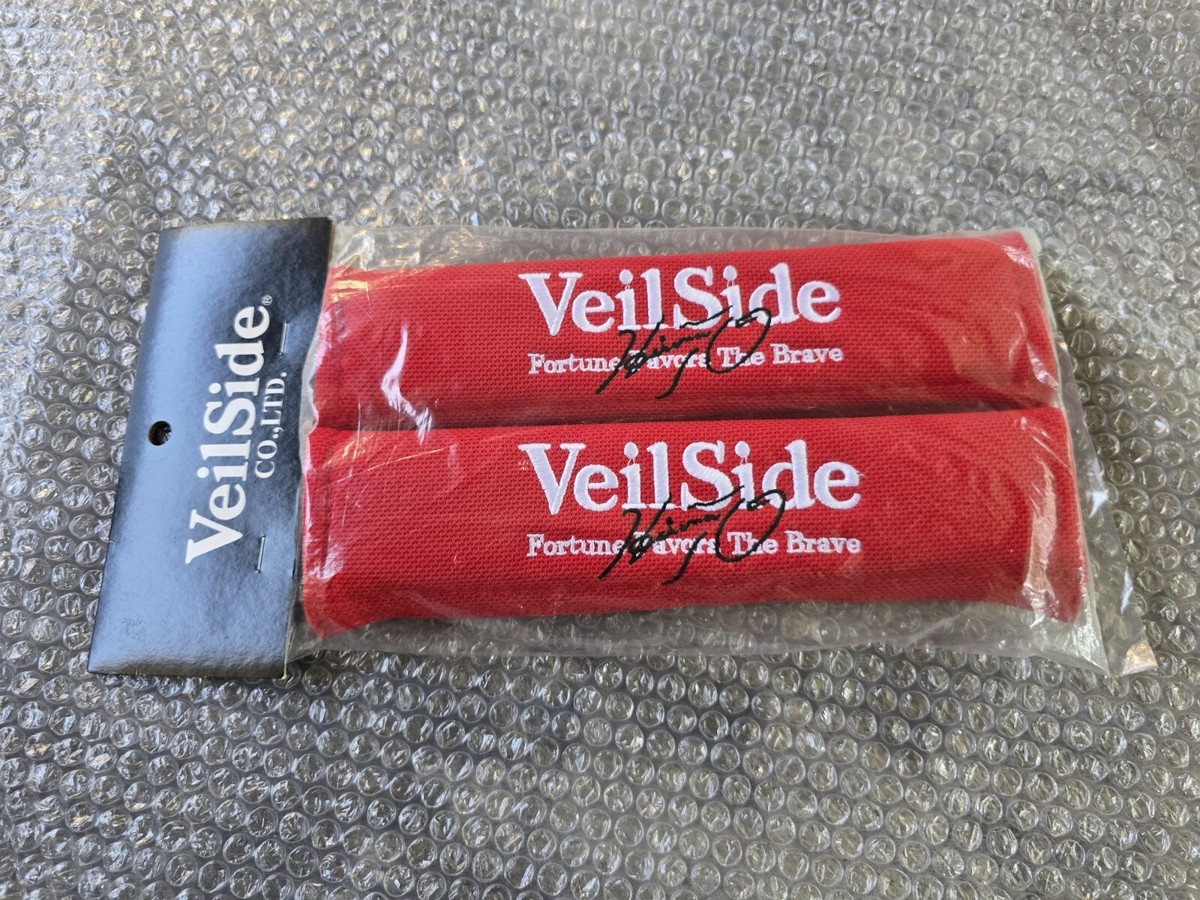 VeilSide®
CO.,LTD.
VeilSide
Fortune Favors The Brave
VeilSide
Fortune Favors The Brave